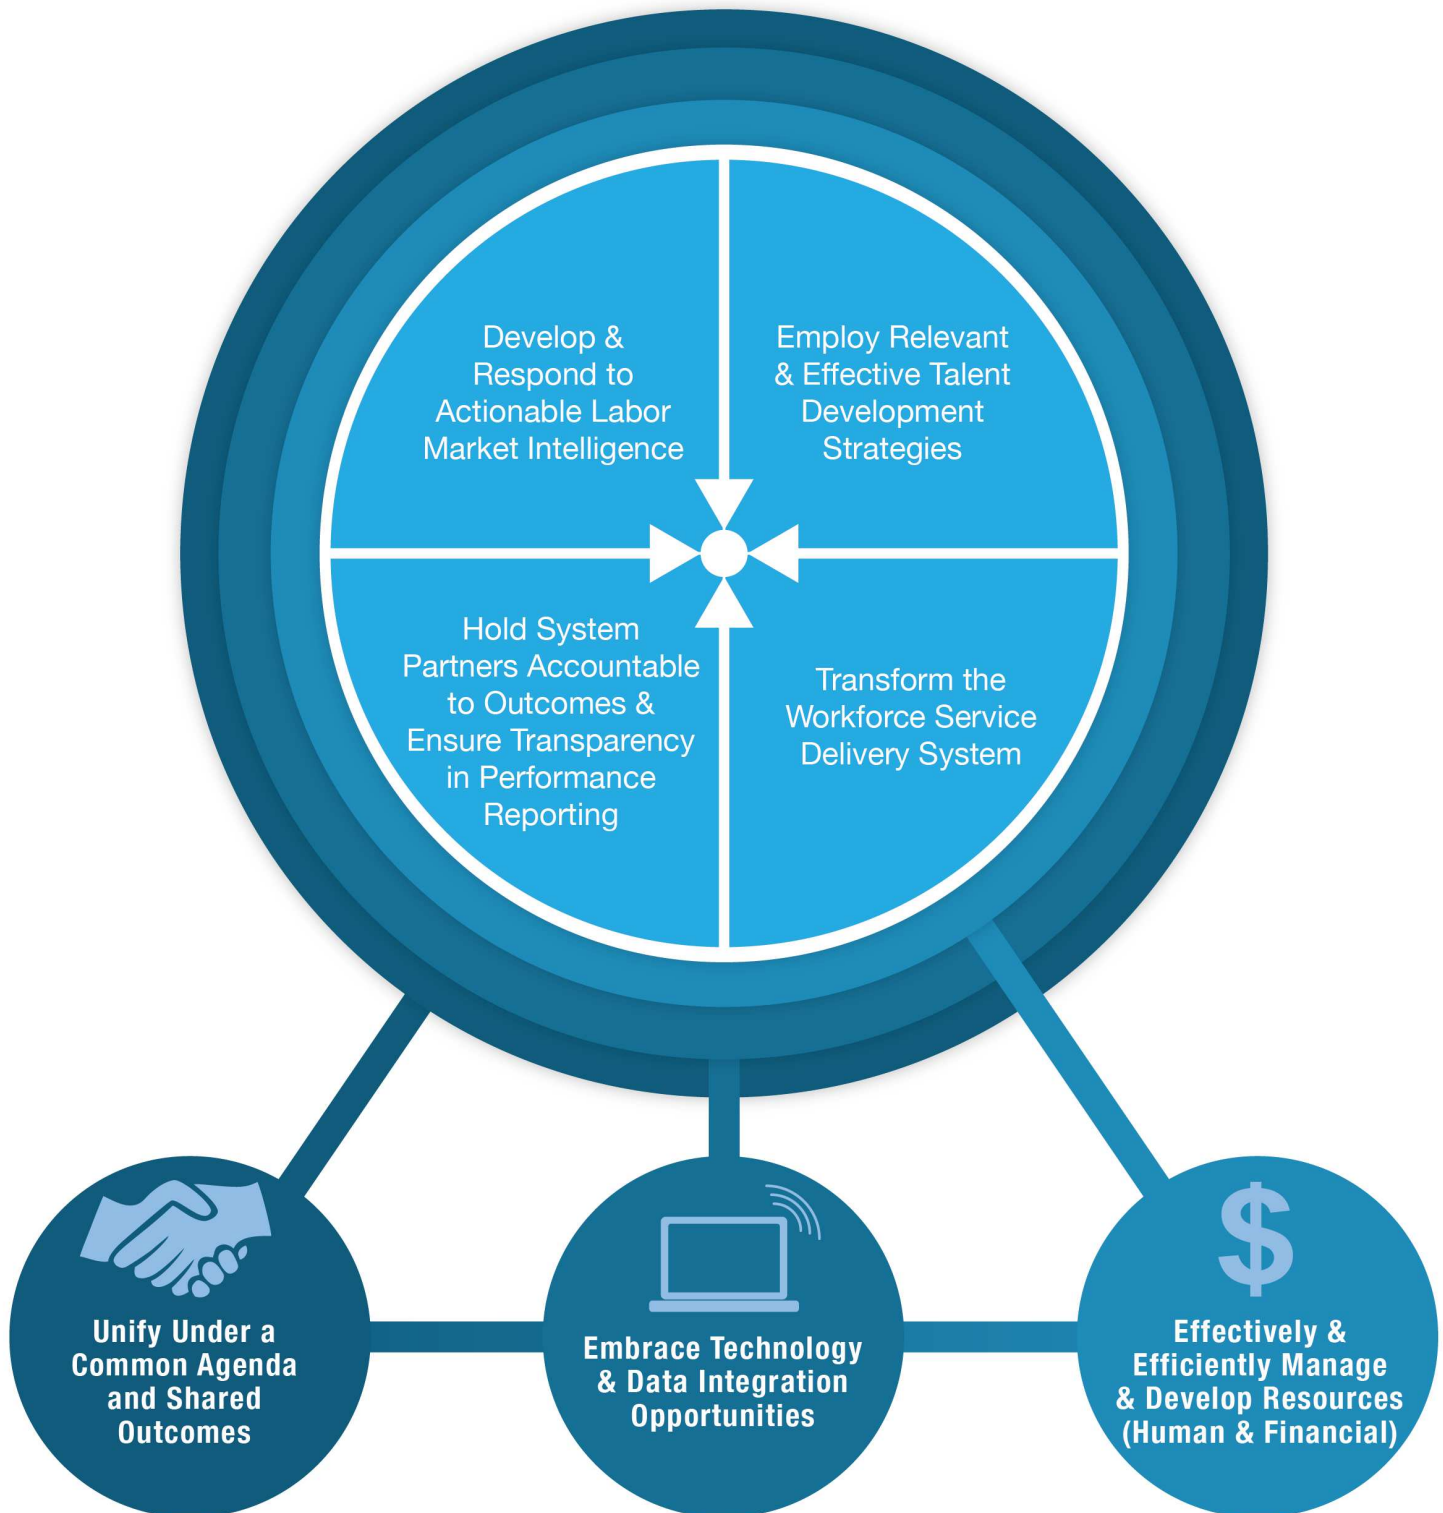 Develop &
Respond to
Actionable Labor
Market Intelligence
Employ Relevant
& Effective Talent
Development
Strategies
Hold System
Partners Accountable
to Outcomes &
Ensure Transparency
in Performance
Reporting
Transform the
Workforce Service
Delivery System
Unify Under a
Common Agenda
and Shared
Outcomes
Embrace Technology
& Data Integration
Opportunities
$
Effectively &
Efficiently Manage
& Develop Resources
(Human & Financial)